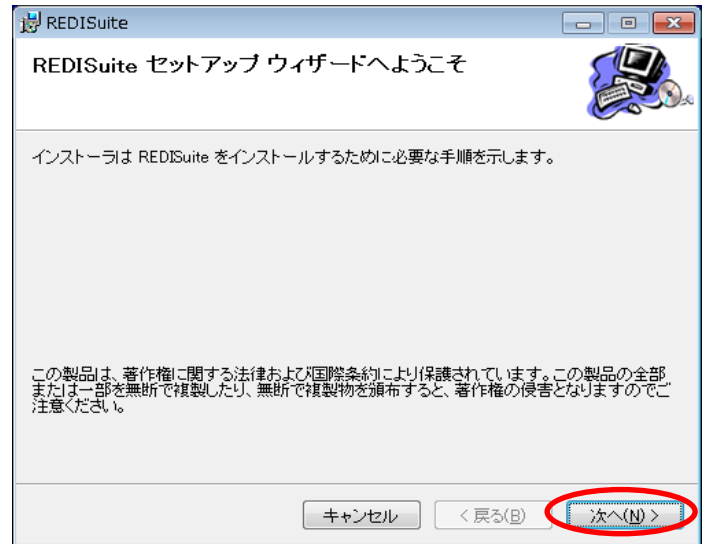 REDISuite
REDISuite セットアップ ウィザードへようこそ
インストーラは REDISuite をインストールするために必要な手順を示します。
この製品は、著作権に関する法律および国際条約により保護されています。この製品の全部
または一部を無断で複製したり、無断で複製物を頒布すると、著作権の侵害となりますのでご
注意ください。
キャンセル < 戻る(B) 次へ(N) >